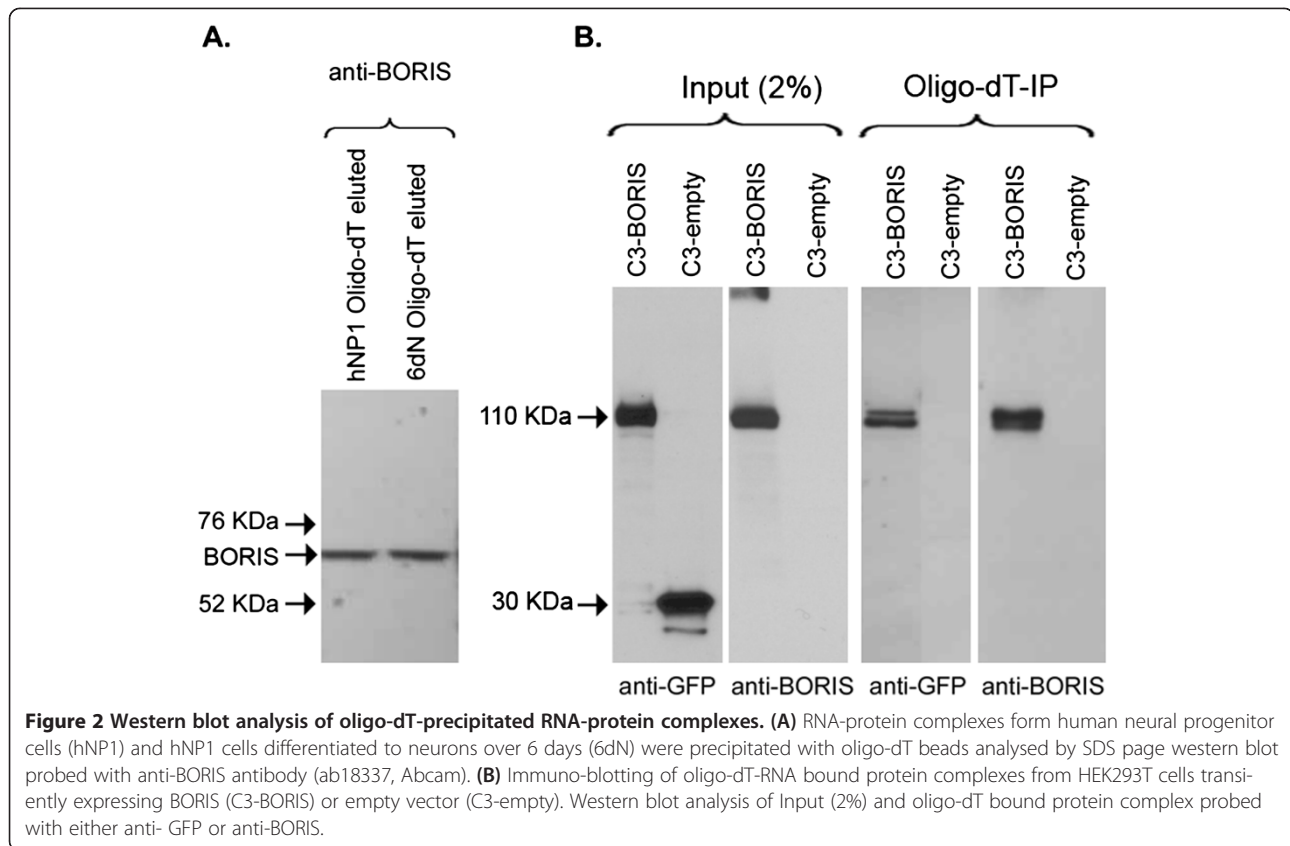 A.
anti-BORIS
hNP1 Olido-dT eluted
6dN Oligo-dT eluted
76 KDa
BORIS
52 KDa
B.
Input (2%)
Oligo-dT-IP
C3-BORIS
C3-empty
C3-BORIS
C3-empty
C3-BORIS
C3-empty
C3-BORIS
C3-empty
110 KDa
30 KDa
anti-GFP
anti-BORIS
anti-GFP
anti-BORIS
Figure 2 Western blot analysis of oligo-dT-precipitated RNA-protein complexes. (A) RNA-protein complexes form human neural progenitor
cells (hNP1) and hNP1 cells differentiated to neurons over 6 days (6dN) were precipitated with oligo-dT beads analysed by SDS page western blot
probed with anti-BORIS antibody (ab18337, Abcam). (B) Immuno-blotting of oligo-dT-RNA bound protein complexes from HEK293T cells transi-
ently expressing BORIS (C3-BORIS) or empty vector (C3-empty). Western blot analysis of Input (2%) and oligo-dT bound protein complex probed
with either anti- GFP or anti-BORIS.